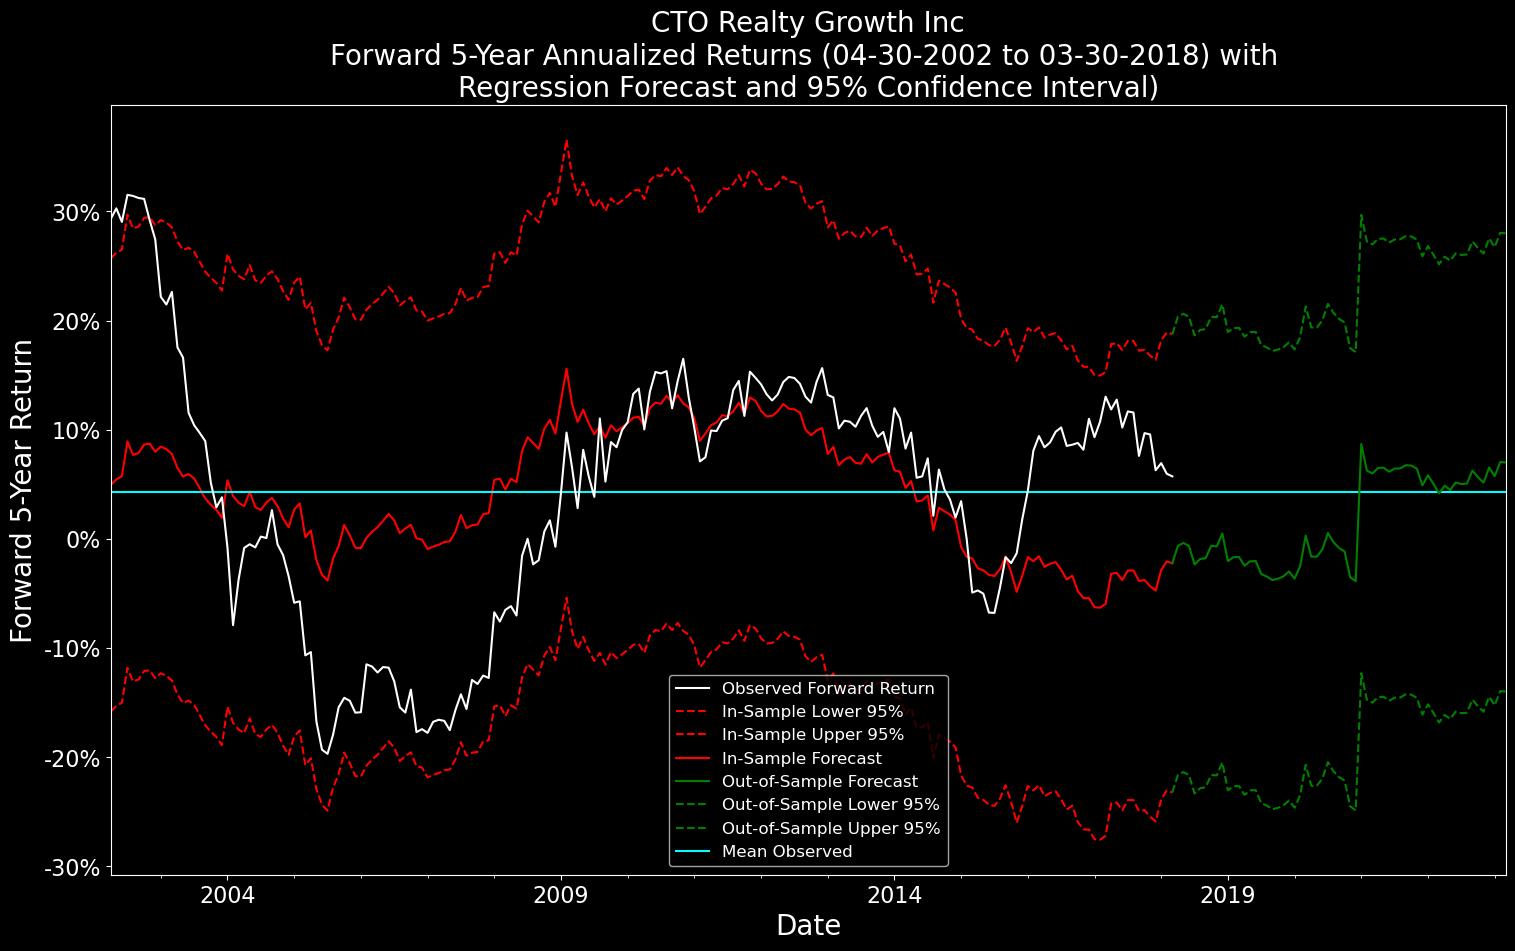 CTO Realty Growth Inc
Forward 5-Year Annualized Returns (04-30-2002 to 03-30-2018) with
Regression Forecast and 95% Confidence Interval)
Forward 5-Year Return
30%
20%
10%
0%
-10%
-20%
-30%
Observed Forward Return
In-Sample Lower 95%
In-Sample Upper 95%
In-Sample Forecast
Out-of-Sample Forecast
Out-of-Sample Lower 95%
Out-of-Sample Upper 95%
Mean Observed
2004 2009 2014 2019
Date